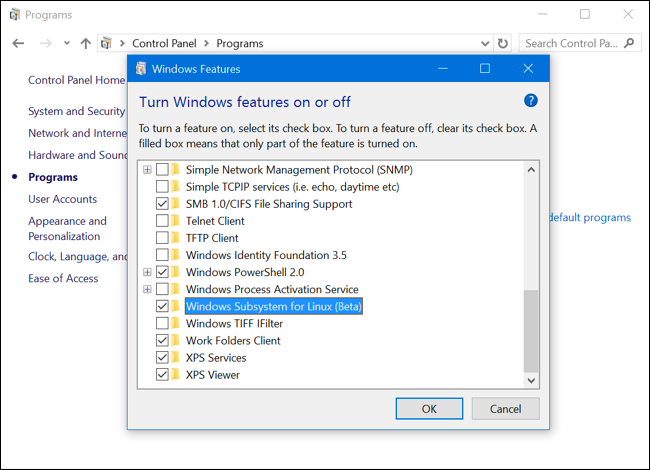 Programs
Control Panel
Programs
Search Control Pa...
Control Panel Home
System and Security
Network and Interne
Hardware and Sound
Programs
User Accounts
Appearance and
Personalization
Clock, Language, and
Ease of Access
default programs
Windows Features
Turn Windows features on or off
?
To turn a feature on, select its check box. To turn a feature off, clear its check box. A
filled box means that only part of the feature is turned on.
Simple Network Management Protocol (SNMP)
Simple TCPIP services (i.e. echo, daytime etc)
SMB 1.0/CIFS File Sharing Support
Telnet Client
TFTP Client
Windows Identity Foundation 3.5
Windows PowerShell 2.0
Windows Process Activation Service
Windows Subsystem for Linux (Beta)
Windows TIFF IFilter
Work Folders Client
XPS Services
XPS Viewer
OK
Cancel